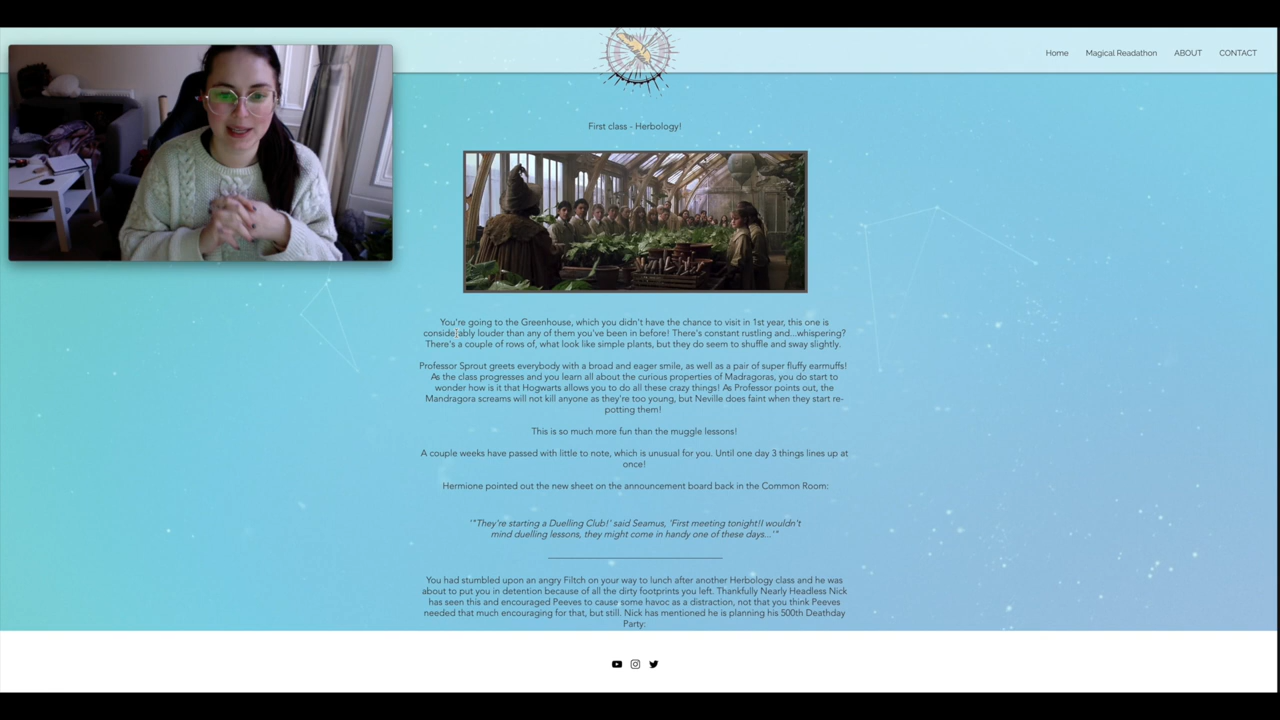 Home Magical Readathon ABOUT CONTACT
First class - Herbology!
You're going to the Greenhouse, which you didn't have the chance to visit in 1st year, this one is
considerably louder than any of them you've been in before! There's constant rustling and...whispering?
There's a couple of rows of, what look like simple plants, but they do seem to shuffle and sway slightly.
Professor Sprout greets everybody with a broad and eager smile, as well as a pair of super fluffy earmuffs!
As the class progresses and you learn all about the curious properties of Madragoras, you do start to
wonder how is it that Hogwarts allows you to do all these crazy things! As Professor points out, the
Mandragora screams will not kill anyone as they're too young, but Neville does faint when they start re-
potting them!
This is so much more fun than the muggle lessons!
A couple weeks have passed with little to note, which is unusual for you. Until one day 3 things lines up at
once!
Hermione pointed out the new sheet on the announcement board back in the Common Room:
'"They're starting a Duelling Club!' said Seamus, 'First meeting tonight!I wouldn't
mind duelling lessons, they might come in handy one of these days...'"
You had stumbled upon an angry Filtch on your way to lunch after another Herbology class and he was
about to put you in detention because of all the dirty footprints you left. Thankfully Nearly Headless Nick
has seen this and encouraged Peeves to cause some havoc as a distraction, not that you think Peeves
needed that much encouraging for that, but still. Nick has mentioned he is planning his 500th Deathday
Party: